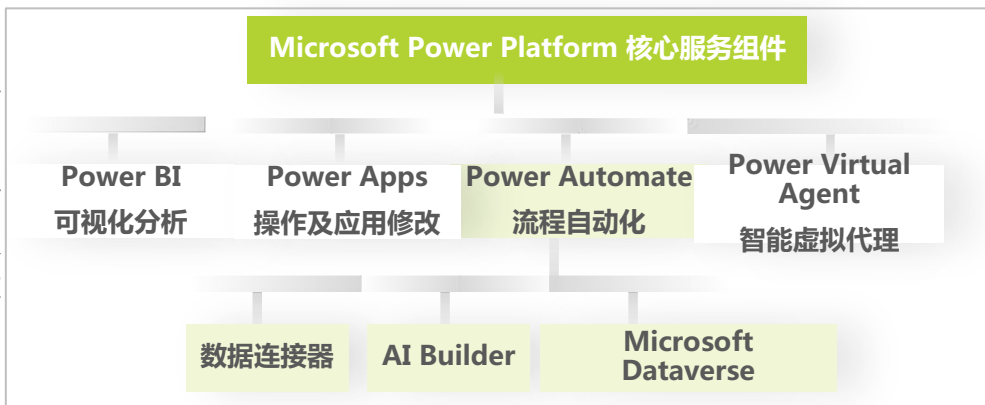 Microsoft Power Platform 核心服务组件
Power BI
可视化分析
Power Apps
操作及应用修改
Power Automate
流程自动化
Power Virtual
Agent
智能虚拟代理
数据连接器
AI Builder
Microsoft
Dataverse